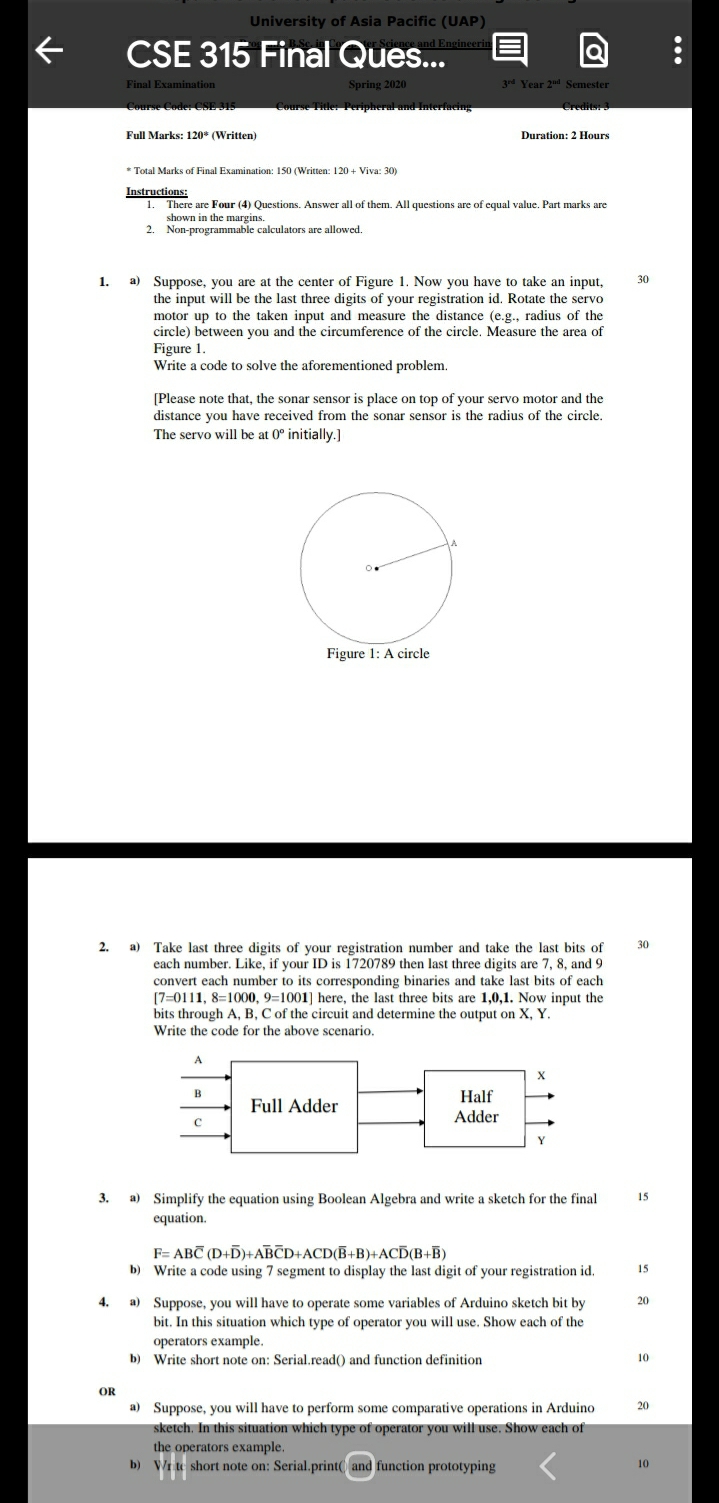 University of Asia Pacific (UAP)
CSE 315 Final Ques...
Final Examination Spring 2020 3rd Year 2nd Semester
Course Code: CSE 315 Course Title: Peripheral and Interfacing Credits: 3
Full Marks: 120* (Written) Duration: 2 Hours
* Total Marks of Final Examination: 150 (Written: 120 + Viva: 30)
Instructions:
1. There are Four (4) Questions. Answer all of them. All questions are of equal value. Part marks are
shown in the margins.
2. Non-programmable calculators are allowed.
1. a) Suppose, you are at the center of Figure 1. Now you have to take an input, 30
the input will be the last three digits of your registration id. Rotate the servo
motor up to the taken input and measure the distance (e.g., radius of the
circle) between you and the circumference of the circle. Measure the area of
Figure 1.
Write a code to solve the aforementioned problem.
[Please note that, the sonar sensor is place on top of your servo motor and the
distance you have received from the sonar sensor is the radius of the circle.
The servo will be at 0° initially.]
A
O
Figure 1: A circle
2. a) Take last three digits of your registration number and take the last bits of 30
each number. Like, if your ID is 1720789 then last three digits are 7, 8, and 9
convert each number to its corresponding binaries and take last bits of each
[7=0111, 8=1000, 9=1001] here, the last three bits are 1,0,1. Now input the
bits through A, B, C of the circuit and determine the output on X, Y.
Write the code for the above scenario.
A
X
B
Full Adder
Half
Adder
C
Y
3. a) Simplify the equation using Boolean Algebra and write a sketch for the final 15
equation.
F= ABC̅ (D+D̅)+AB̅C̅D+ACD(B̅+B)+ACD̅(B+B̅)
b) Write a code using 7 segment to display the last digit of your registration id. 15
4. a) Suppose, you will have to operate some variables of Arduino sketch bit by 20
bit. In this situation which type of operator you will use. Show each of the
operators example.
b) Write short note on: Serial.read() and function definition 10
OR
a) Suppose, you will have to perform some comparative operations in Arduino 20
sketch. In this situation which type of operator you will use. Show each of
the operators example.
b) Write short note on: Serial.print() and function prototyping 10